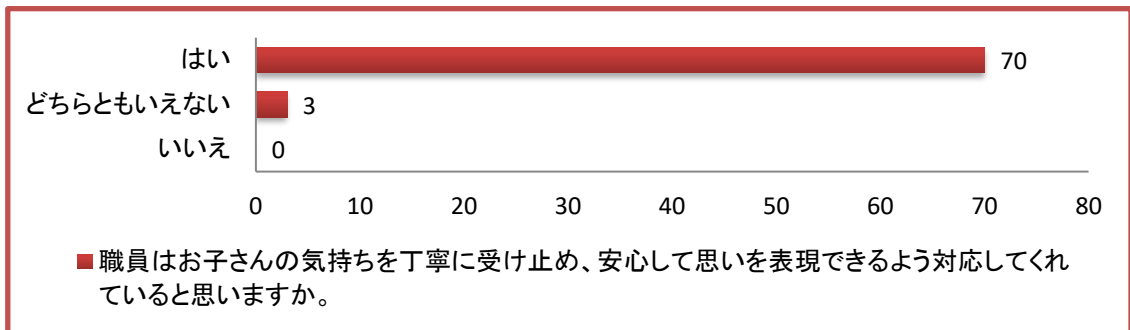 はい 70
どちらともいえない 3
いいえ 0
0 10 20 30 40 50 60 70 80
職員はお子さんの気持ちを丁寧に受け止め、安心して思いを表現できるよう対応してくれ
ていると思いますか。